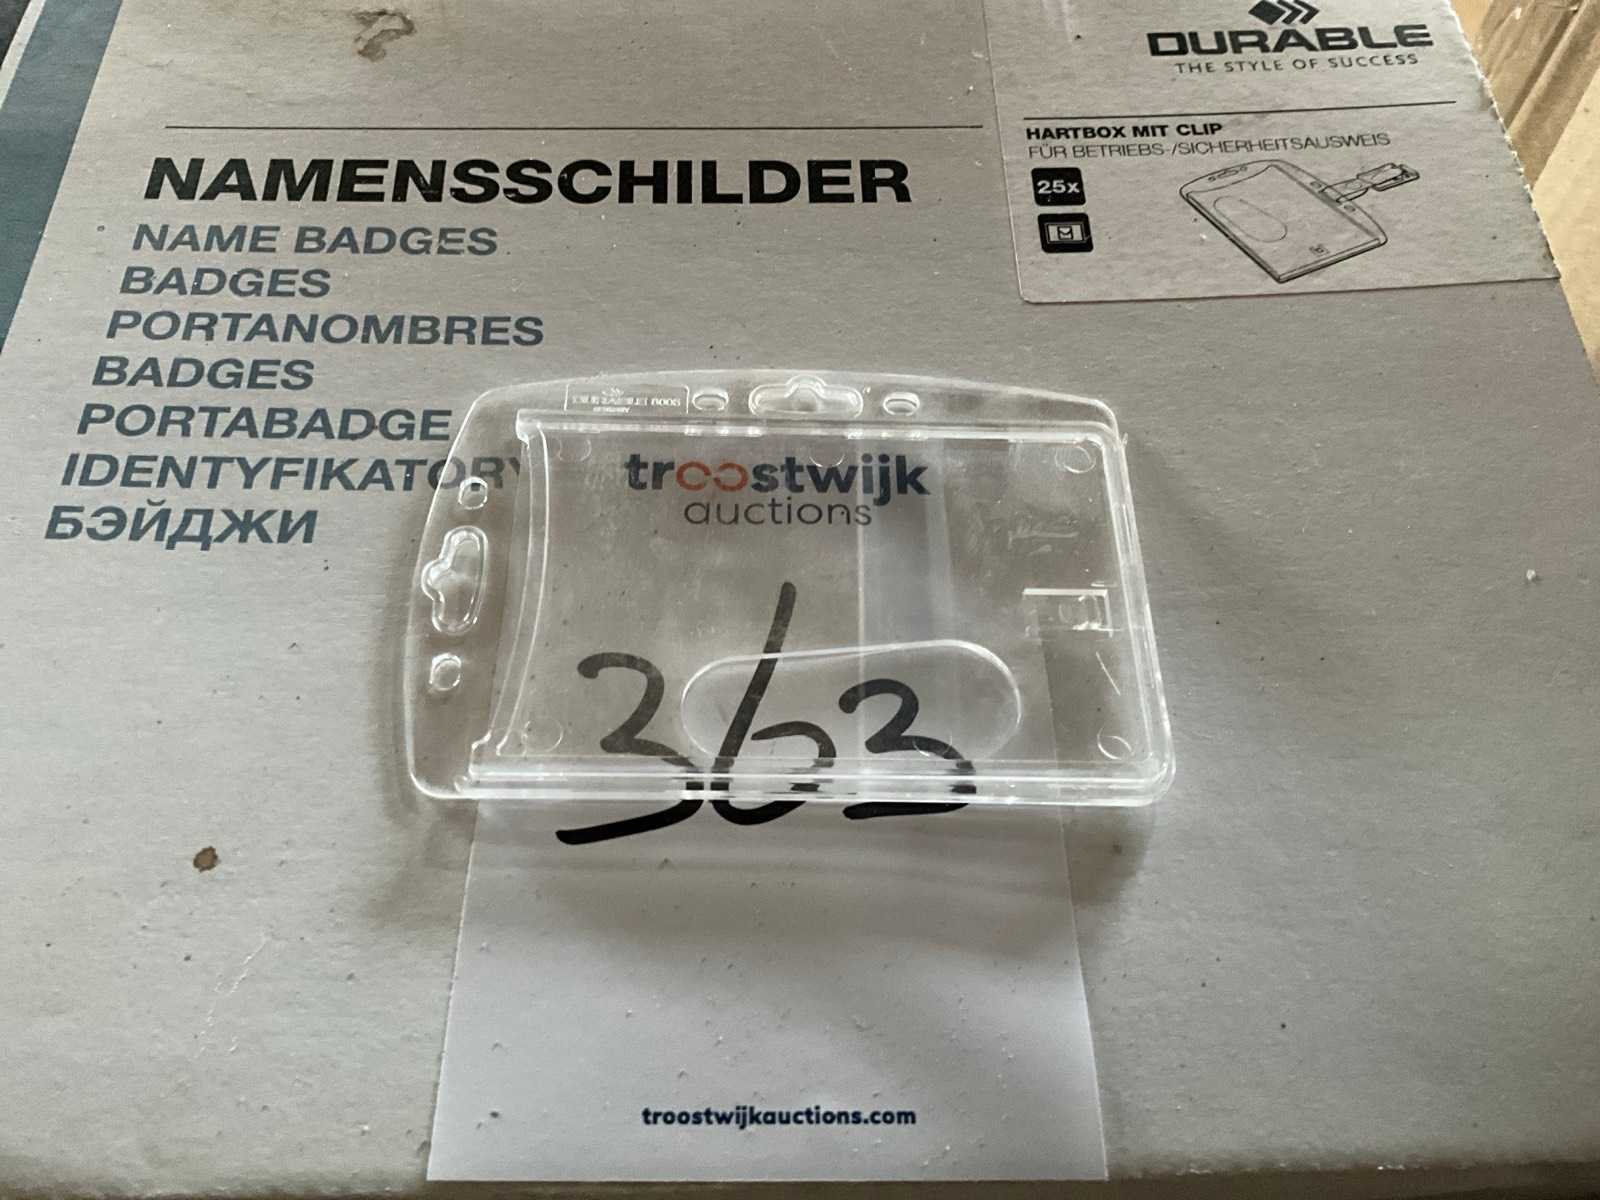 DURABLE
THE STYLE OF SUCCESS
HARTBOX MIT CLIP
FÜR BETRIEBS-/SICHERHEITSAUSWEIS
25x
NAMENSSCHILDER
NAME BADGES
BADGES
PORTANOMBRES
BADGES
PORTABADGE
IDENTYFIKATORY
БЭЙДЖИ
troostwijk
auctions
363
troostwijkauctions.com